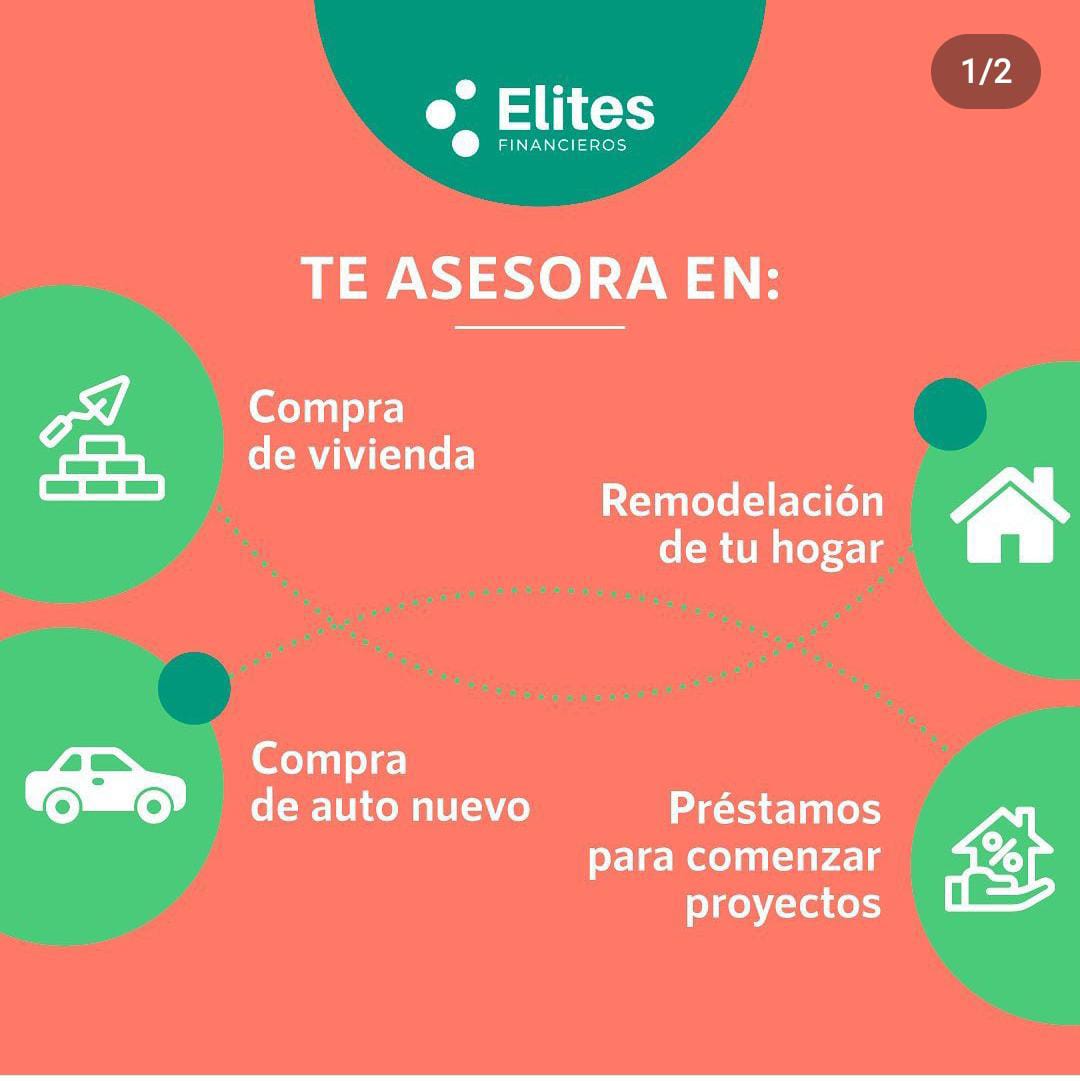 1/2
Elites
FINANCIEROS
TE ASESORA EN:
Compra
de vivienda
Remodelación
de tu hogar
Compra
de auto nuevo
Préstamos
para comenzar
proyectos
%